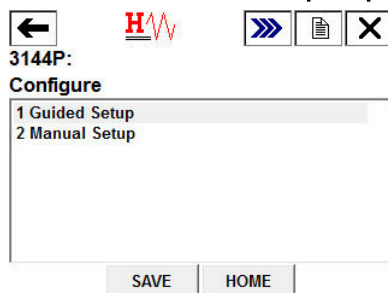 H
3144P:
Configure
1 Guided Setup
2 Manual Setup
SAVE HOME